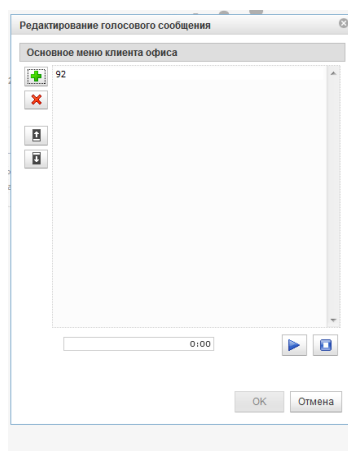 Редактирование голосового сообщения
Основное меню клиента офиса
92
0:00
OK
Отмена